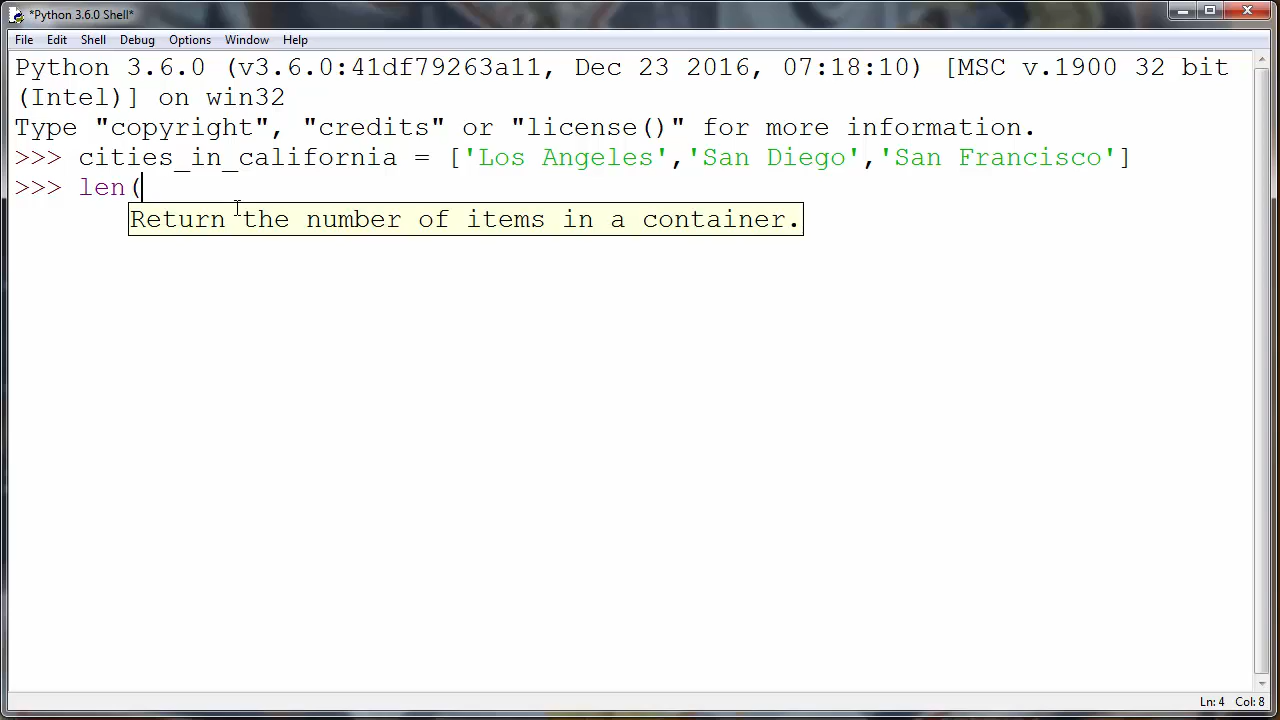 *Python 3.6.0 Shell*
File Edit Shell Debug Options Window Help
Python 3.6.0 (v3.6.0:41df79263a11, Dec 23 2016, 07:18:10) [MSC v.1900 32 bit
(Intel)] on win32
Type "copyright", "credits" or "license()" for more information.
>>> cities_in_california = ['Los Angeles','San Diego','San Francisco']
>>> len(
Return the number of items in a container.
Ln: 4 Col: 8